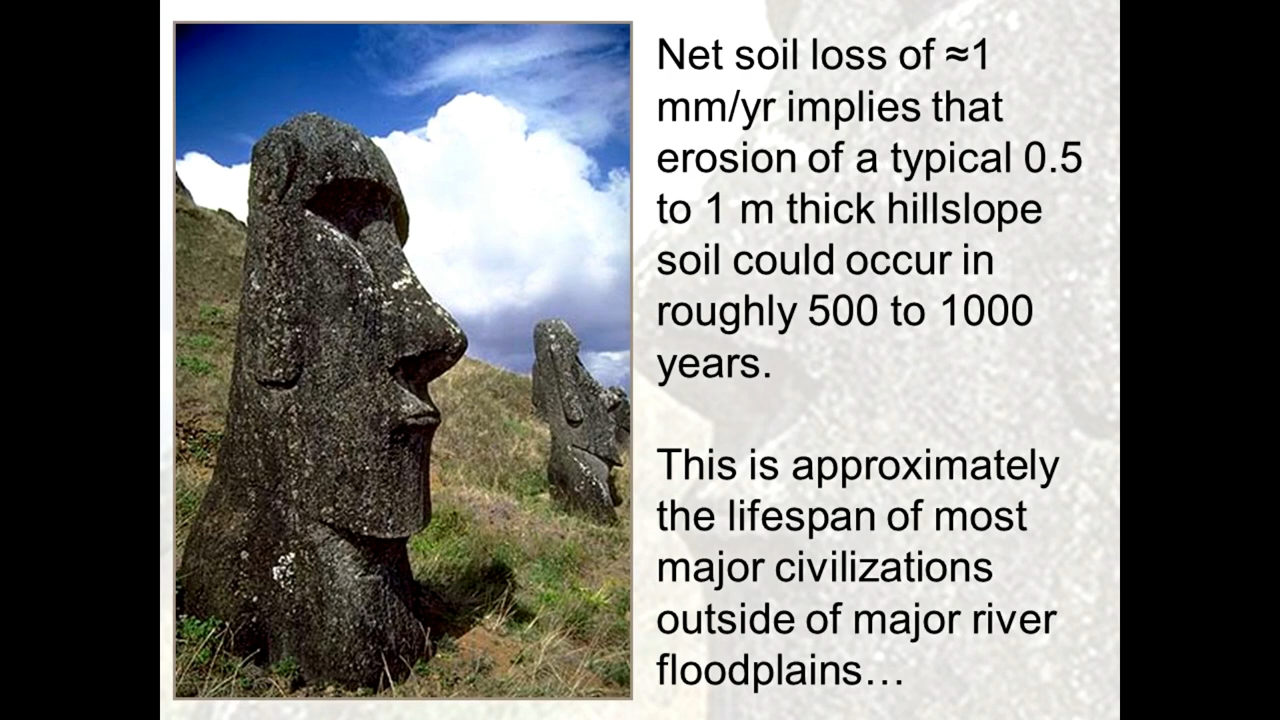 Net soil loss of ≈1
mm/yr implies that
erosion of a typical 0.5
to 1 m thick hillslope
soil could occur in
roughly 500 to 1000
years.
This is approximately
the lifespan of most
major civilizations
outside of major river
floodplains…